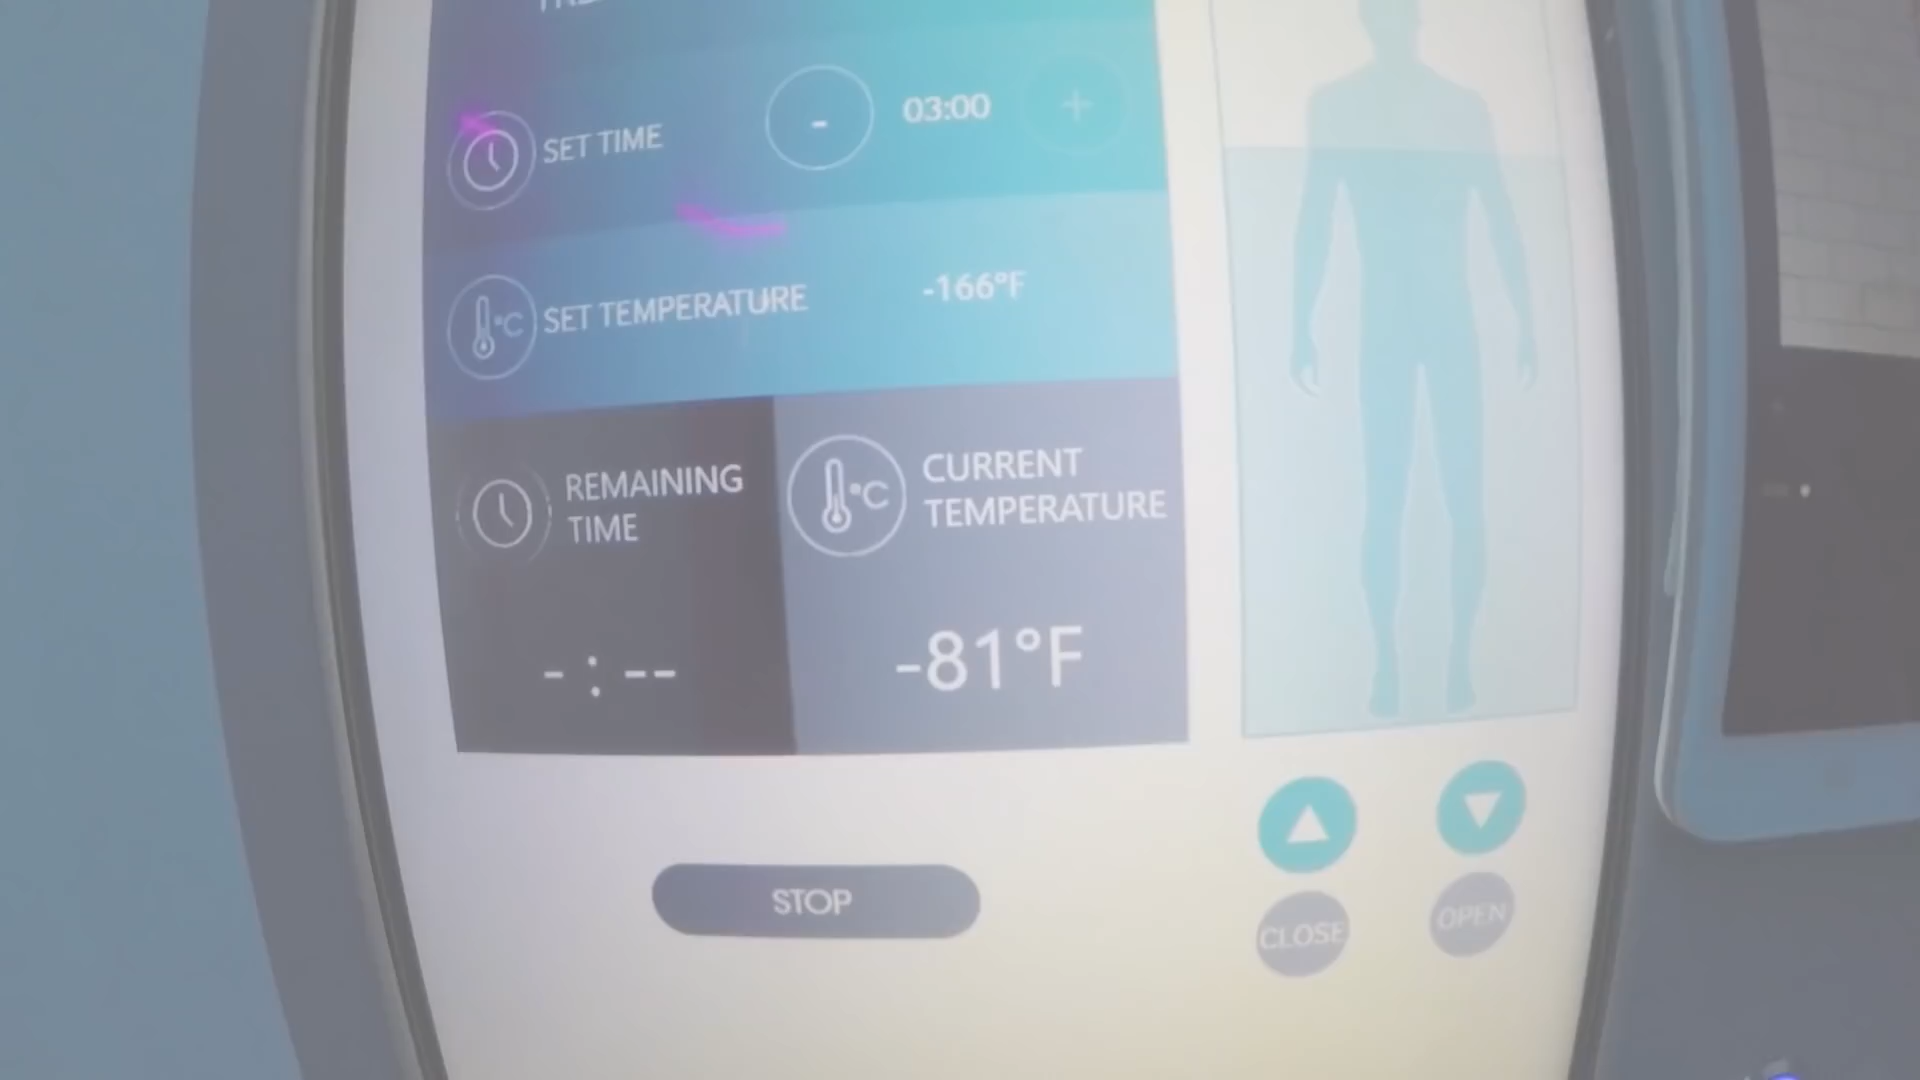 SET TIME
-
03:00
+
°C
SET TEMPERATURE
-166°F
REMAINING
TIME
- : --
°C
CURRENT
TEMPERATURE
-81°F
STOP
CLOSE
OPEN